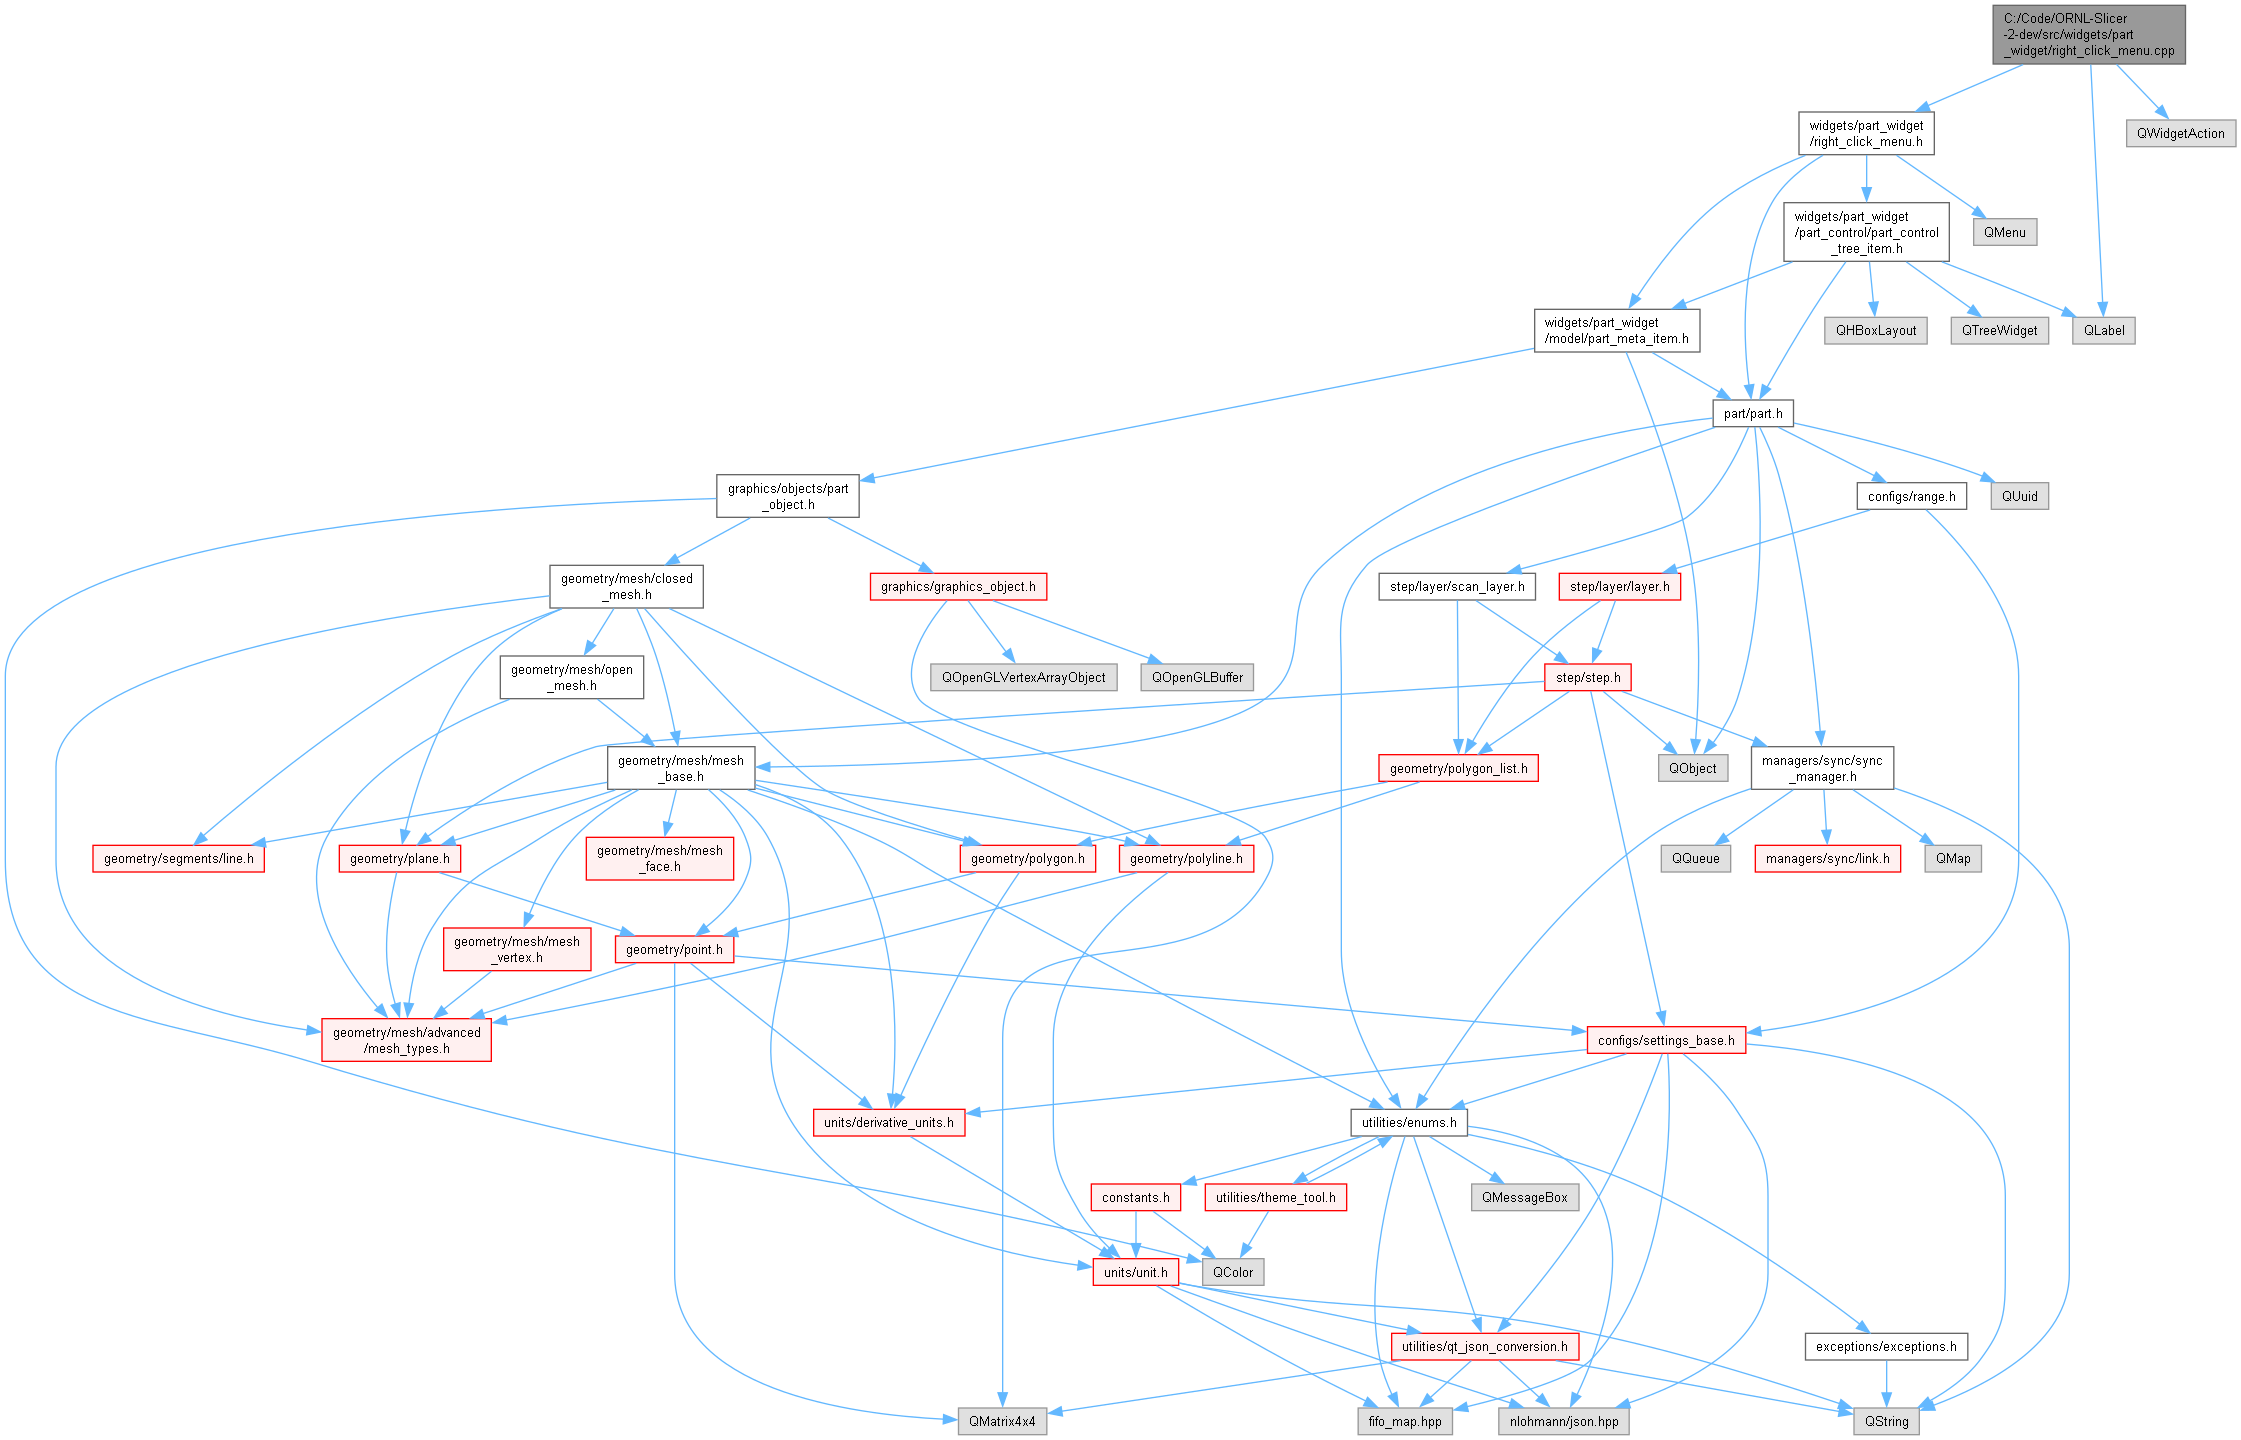 C:/Code/ORNL-Slicer
-2-dev/src/widgets/part
_widget/right_click_menu.cpp
widgets/part_widget
/right_click_menu.h
QWidgetAction
widgets/part_widget
/part_control/part_control
_tree_item.h
QMenu
widgets/part_widget
/model/part_meta_item.h
QHBoxLayout
QTreeWidget
QLabel
part/part.h
graphics/objects/part
_object.h
configs/range.h
QUuid
geometry/mesh/closed
_mesh.h
graphics/graphics_object.h
step/layer/scan_layer.h
step/layer/layer.h
geometry/mesh/open
_mesh.h
QOpenGLVertexArrayObject
QOpenGLBuffer
step/step.h
geometry/mesh/mesh
_base.h
geometry/polygon_list.h
QObject
managers/sync/sync
_manager.h
geometry/segments/line.h
geometry/plane.h
geometry/mesh/mesh
_face.h
geometry/polygon.h
geometry/polyline.h
QQueue
managers/sync/link.h
QMap
geometry/mesh/mesh
_vertex.h
geometry/point.h
geometry/mesh/advanced
/mesh_types.h
configs/settings_base.h
units/derivative_units.h
utilities/enums.h
constants.h
utilities/theme_tool.h
QMessageBox
units/unit.h
QColor
utilities/qt_json_conversion.h
exceptions/exceptions.h
QMatrix4x4
fifo_map.hpp
nlohmann/json.hpp
QString